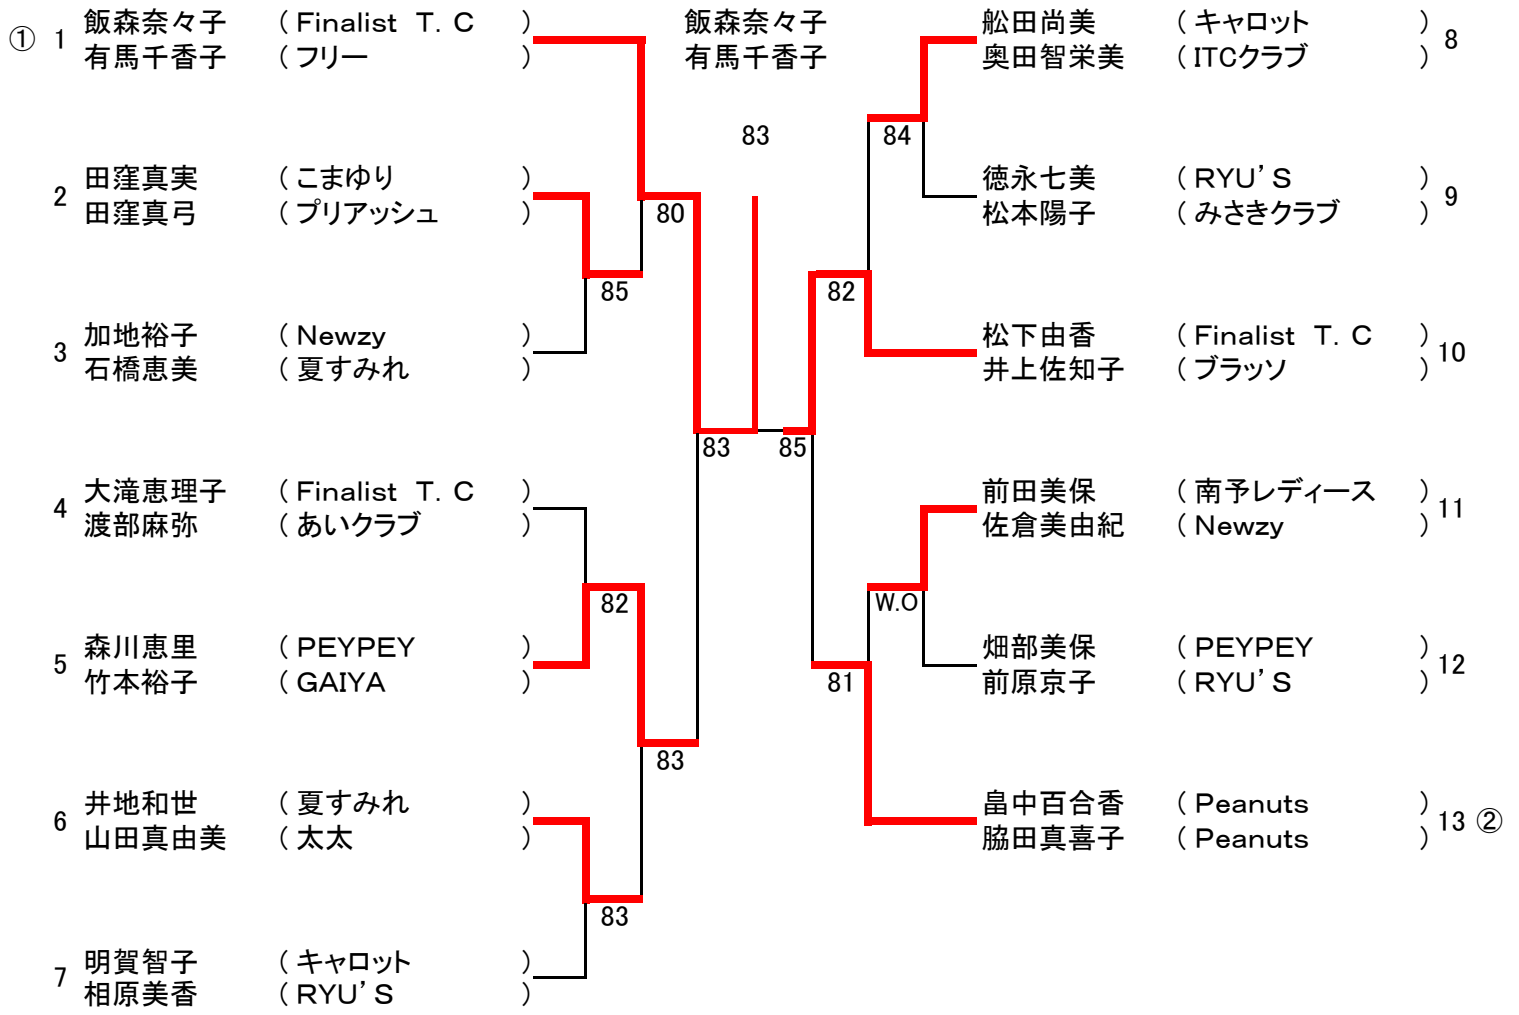 ① 1 飯森奈々子 ( Finalist T. C )
有馬千香子 ( フリー )
2 田窪真実 ( こまゆり )
田窪真弓 ( プリアッシュ )
3 加地裕子 ( Newzy )
石橋恵美 ( 夏すみれ )
4 大滝恵理子 ( Finalist T. C )
渡部麻弥 ( あいクラブ )
5 森川恵里 ( PEYPEY )
竹本裕子 ( GAIYA )
6 井地和世 ( 夏すみれ )
山田真由美 ( 太太 )
7 明賀智子 ( キャロット )
相原美香 ( RYU'S )
85
82
83
80
83
83
飯森奈々子
有馬千香子
83
85
82
81
84
W.O
舩田尚美 ( キャロット ) 8
奥田智栄美 ( ITCクラブ )
徳永七美 ( RYU'S ) 9
松本陽子 ( みさきクラブ )
松下由香 ( Finalist T. C ) 10
井上佐知子 ( ブラッソ )
前田美保 ( 南予レディース ) 11
佐倉美由紀 ( Newzy )
畑部美保 ( PEYPEY ) 12
前原京子 ( RYU'S )
畠中百合香 ( Peanuts ) 13 ②
脇田真喜子 ( Peanuts )